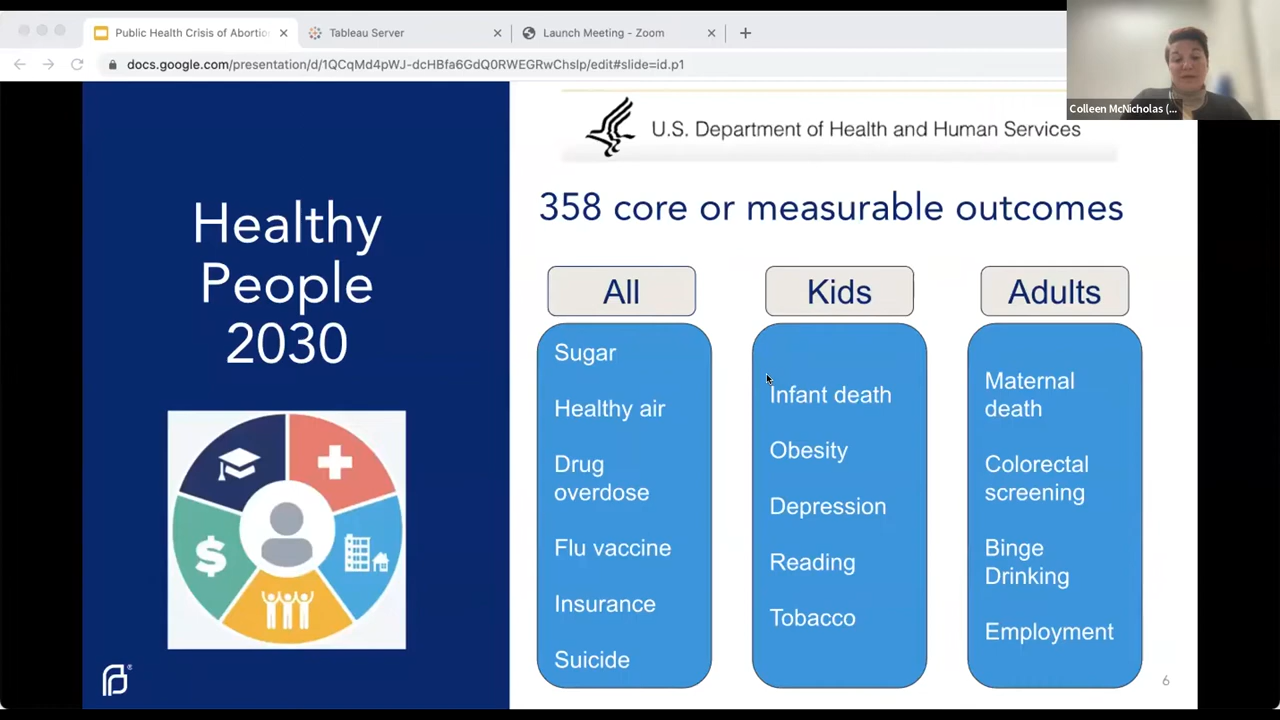 Public Health Crisis of Abortio
Tableau Server
Launch Meeting - Zoom
docs.google.com/presentation/d/1QCqMd4pWJ-dcHBfa6GdQ0RWEGRwChslp/edit#slide=id.p1
Colleen McNicholas (...
Healthy
People
2030
U.S. Department of Health and Human Services
358 core or measurable outcomes
All
Sugar
Healthy air
Drug
overdose
Flu vaccine
Insurance
Suicide
Kids
Infant death
Obesity
Depression
Reading
Tobacco
Adults
Maternal
death
Colorectal
screening
Binge
Drinking
Employment
6